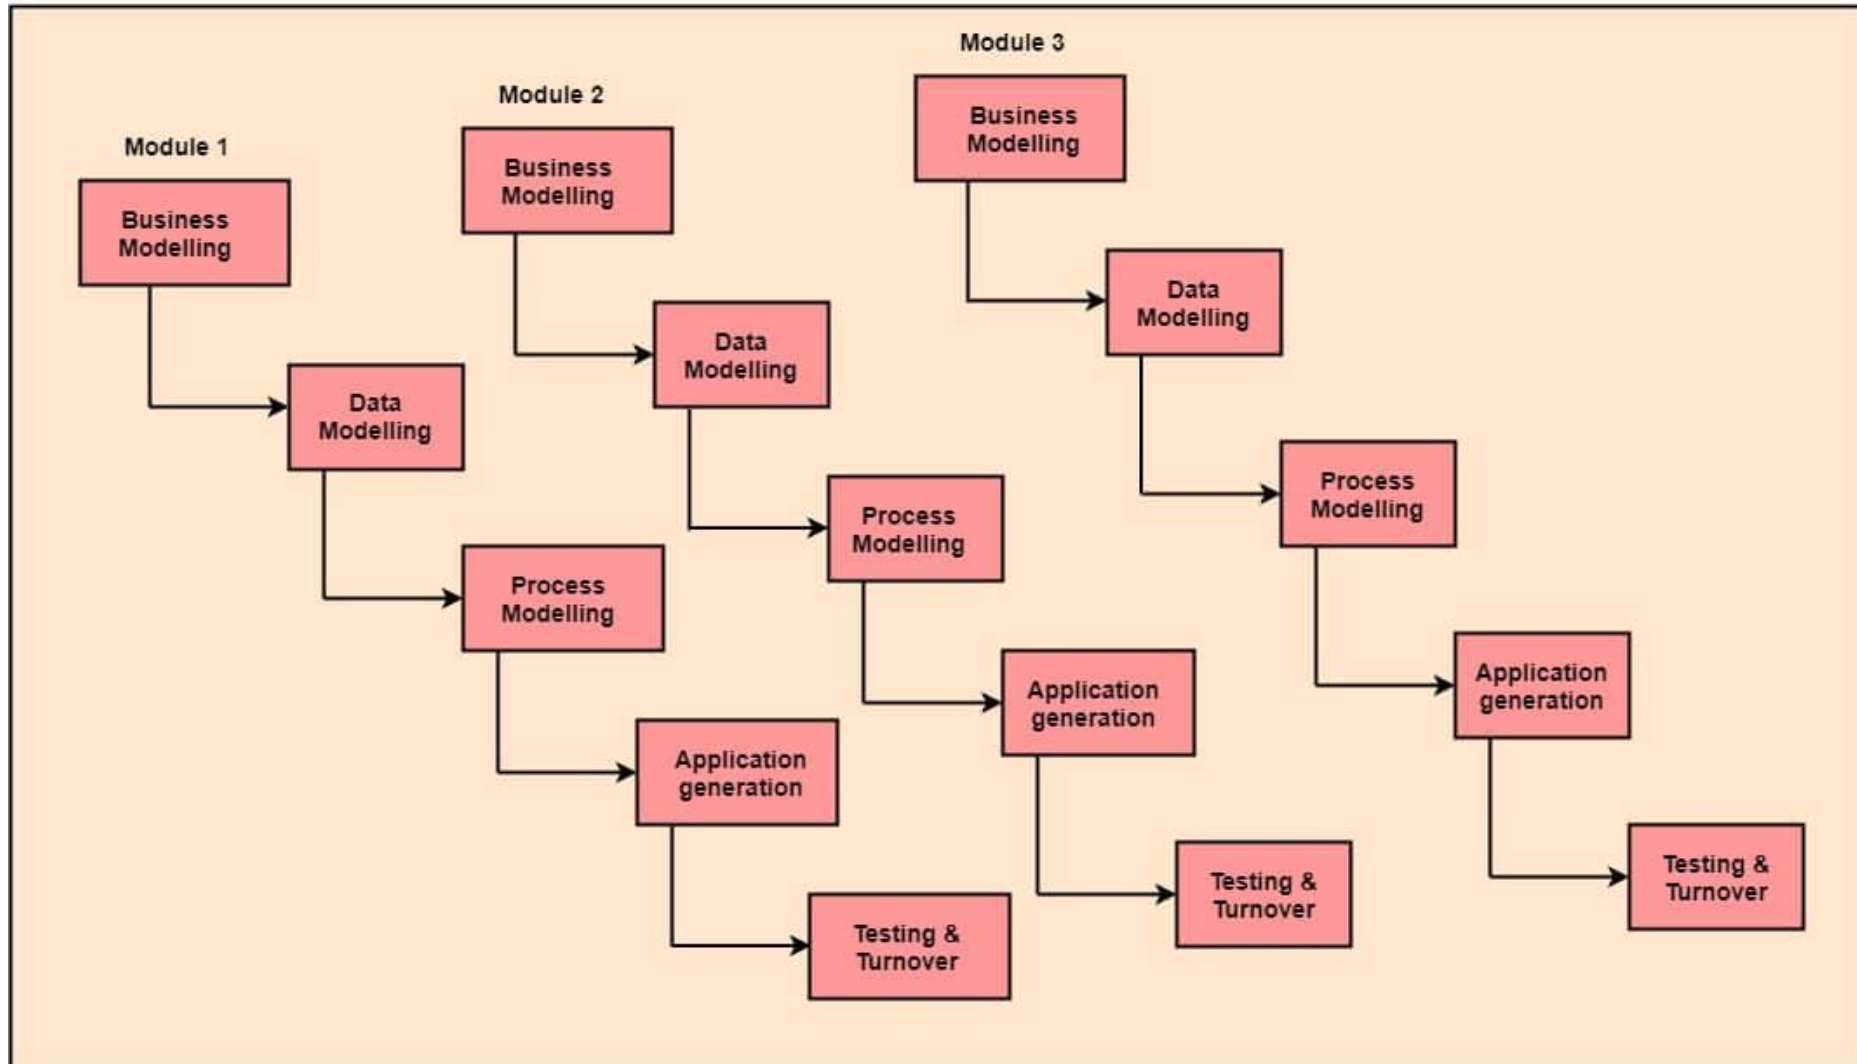 Module 1
Business
Modelling
Data
Modelling
Process
Modelling
Application
generation
Testing &
Turnover
Module 2
Business
Modelling
Data
Modelling
Process
Modelling
Application
generation
Testing &
Turnover
Module 3
Business
Modelling
Data
Modelling
Process
Modelling
Application
generation
Testing &
Turnover